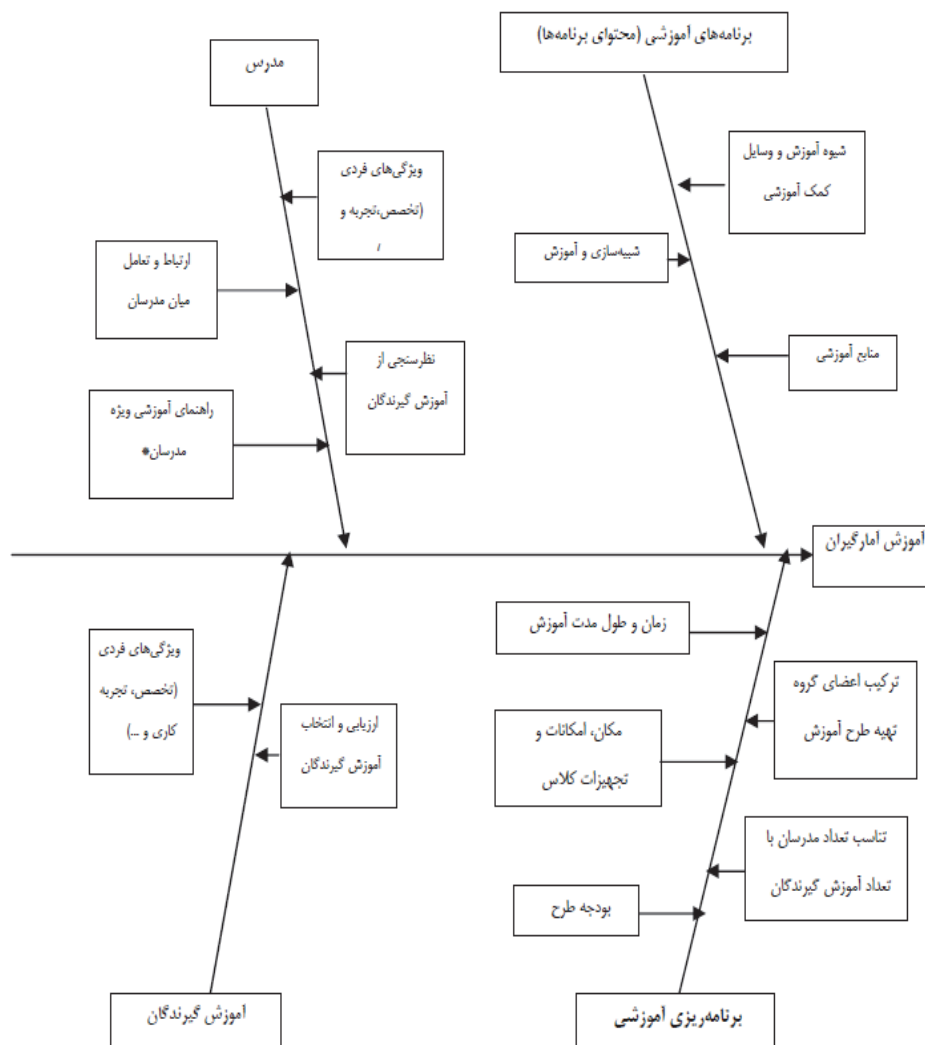 برنامه‌های آموزشی (محتوای برنامه‌ها)
مدرس
شیوه آموزش و وسایل
کمک آموزشی
ویژگی‌های فردی
(تخصص،تجربه و
شبیه‌سازی و آموزش
ارتباط و تعامل
میان مدرسان
منابع آموزشی
نظرسنجی از
آموزش گیرندگان
راهنمای آموزشی ویژه
مدرسان*
آموزش آمارگیران
زمان و طول مدت آموزش
ویژگی‌های فردی
(تخصص، تجربه
کاری و ...)
ترکیب اعضای گروه
تهیه طرح آموزش
ارزیابی و انتخاب
آموزش گیرندگان
مکان، امکانات و
تجهیزات کلاس
تناسب تعداد مدرسان با
تعداد آموزش گیرندگان
بودجه طرح
برنامه‌ریزی آموزشی
آموزش گیرندگان